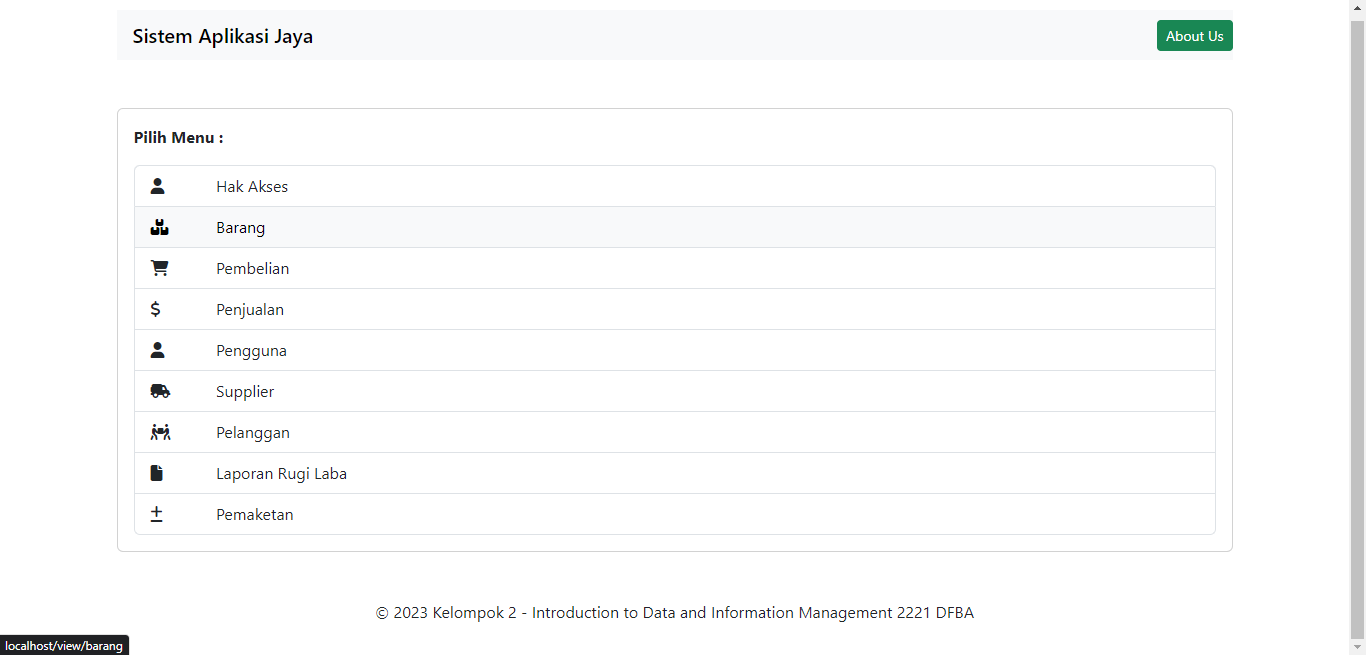 Sistem Aplikasi Jaya
About Us
Pilih Menu :
Hak Akses
Barang
Pembelian
Penjualan
Pengguna
Supplier
Pelanggan
Laporan Rugi Laba
Pemaketan
© 2023 Kelompok 2 - Introduction to Data and Information Management 2221 DFBA
localhost/view/barang